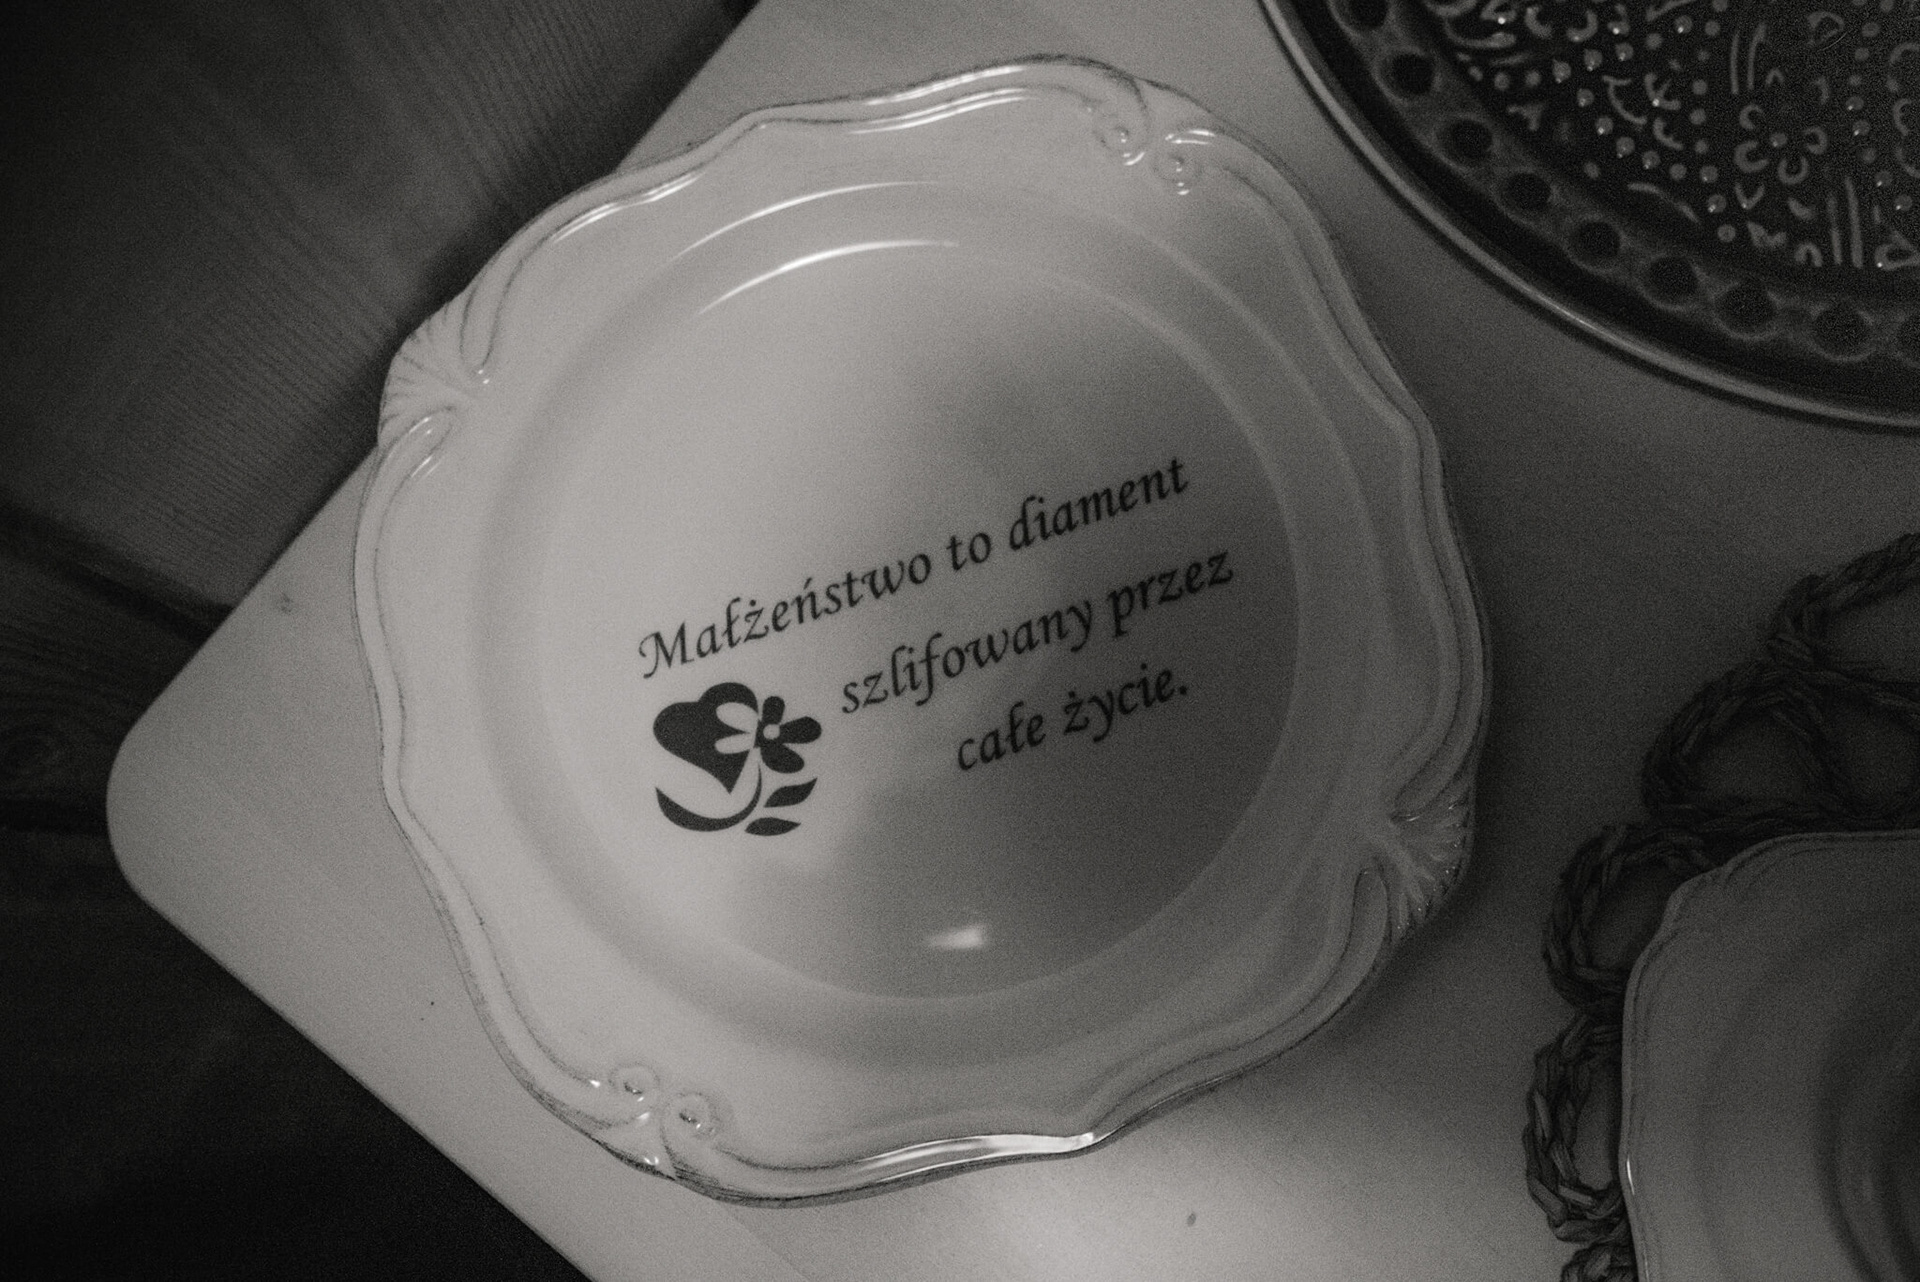 Małżeństwo to diament
szlifowany przez
całe życie.